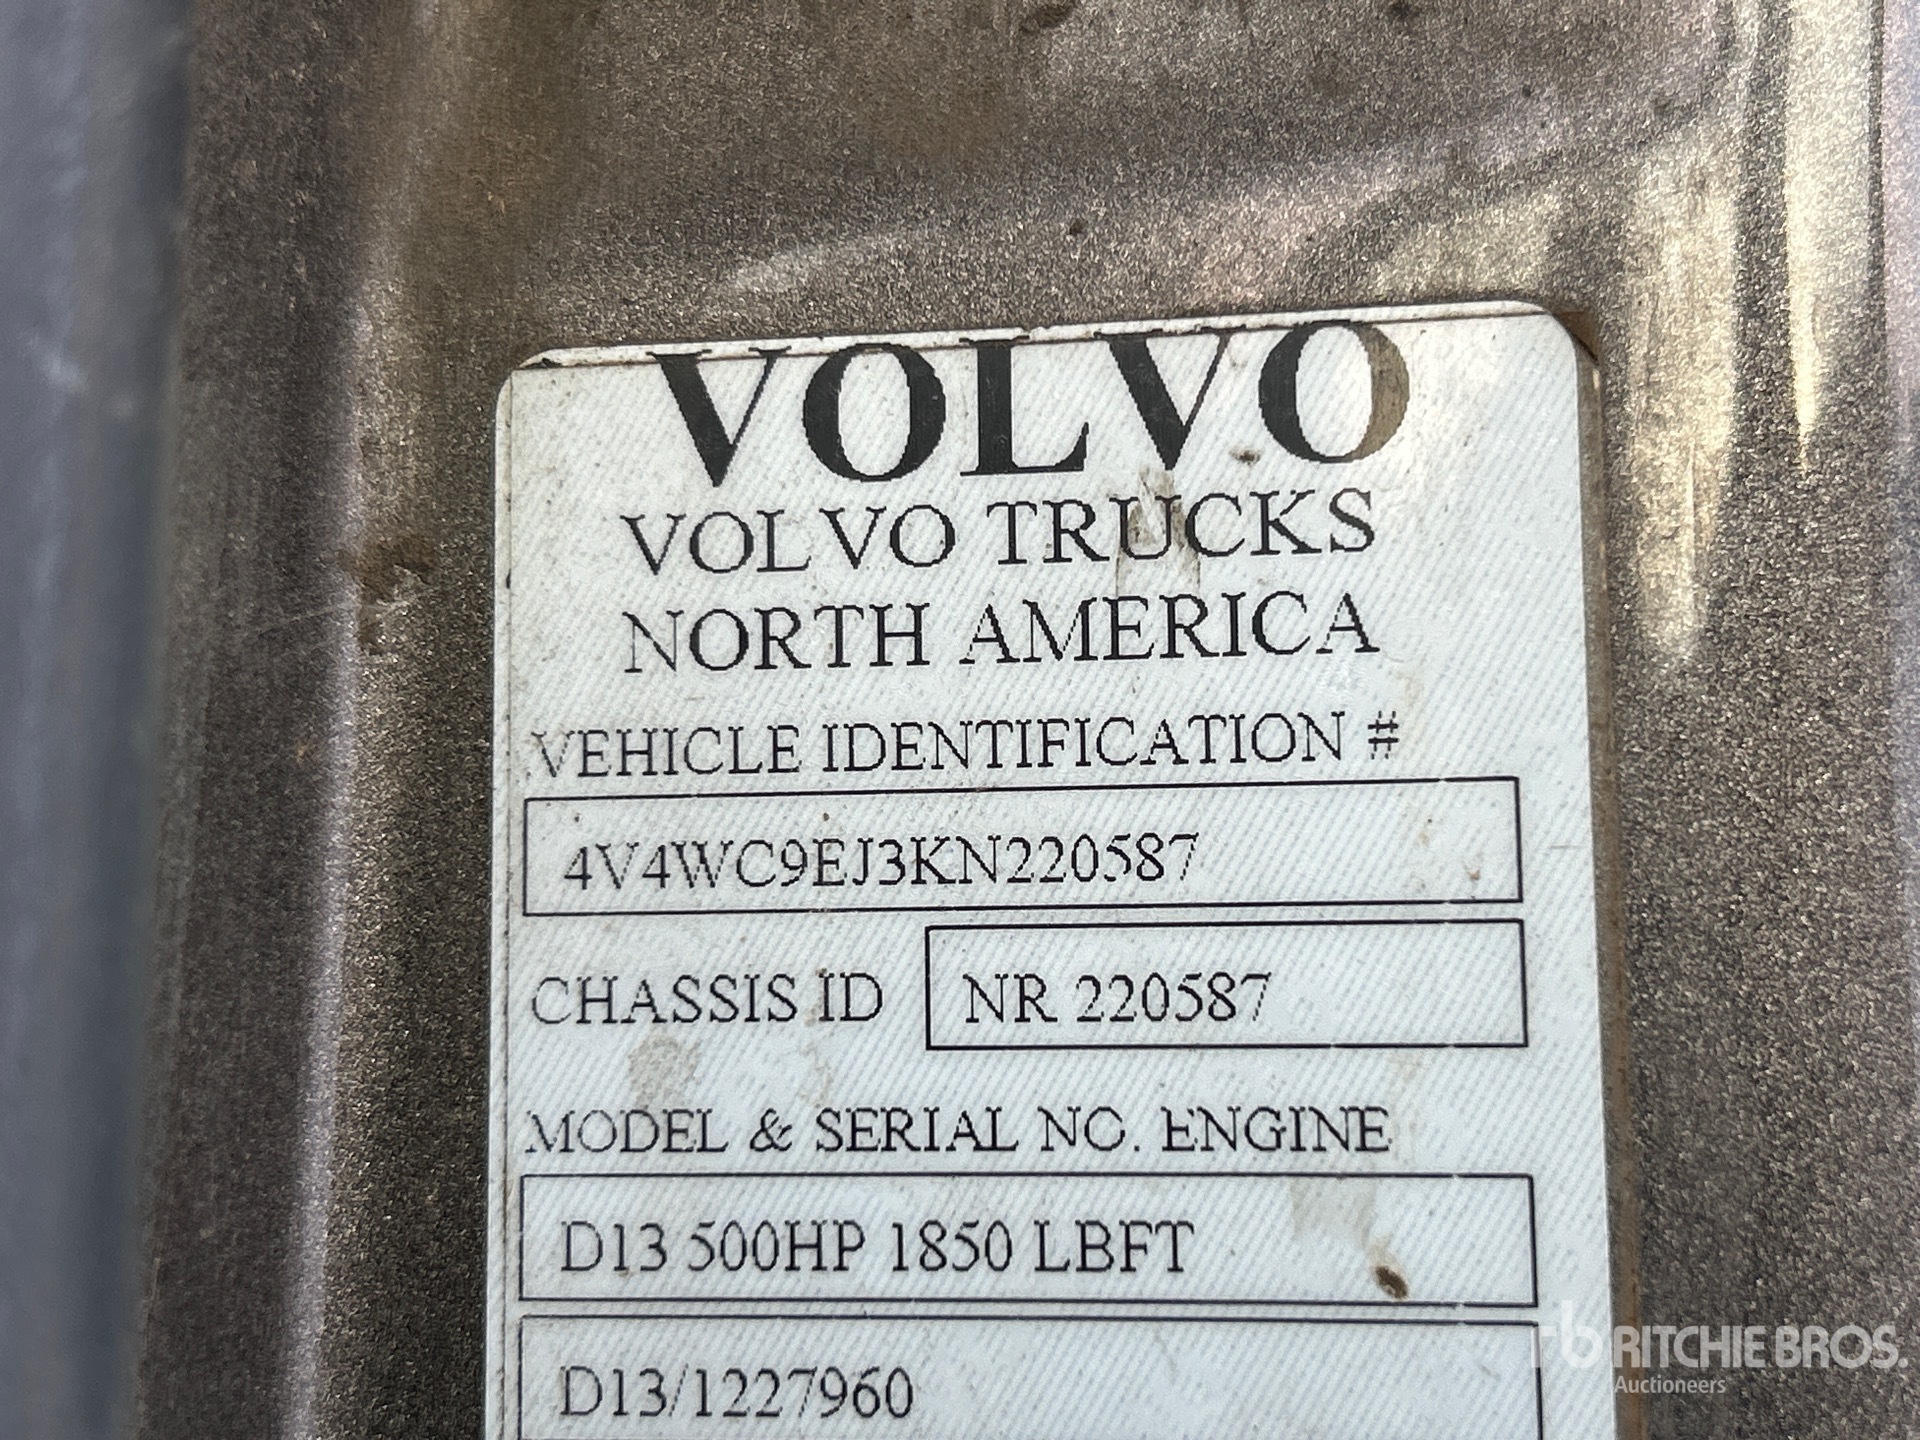 VOLVO
VOLVO TRUCKS
NORTH AMERICA
VEHICLE IDENTIFICATION #
4V4WC9EJ3KN220587
CHASSIS ID NR 220587
MODEL & SERIAL NO. ENGINE
D13 500HP 1850 LBFT
D13/1227960
rb RITCHIE BROS.
Auctioneers